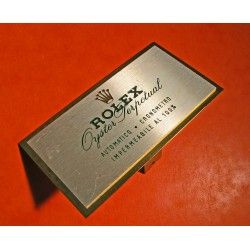 ROLEX
Oyster Perpetual
AUTOMATICO • CRONOMETRO
IMPERMEABILE AL 100%